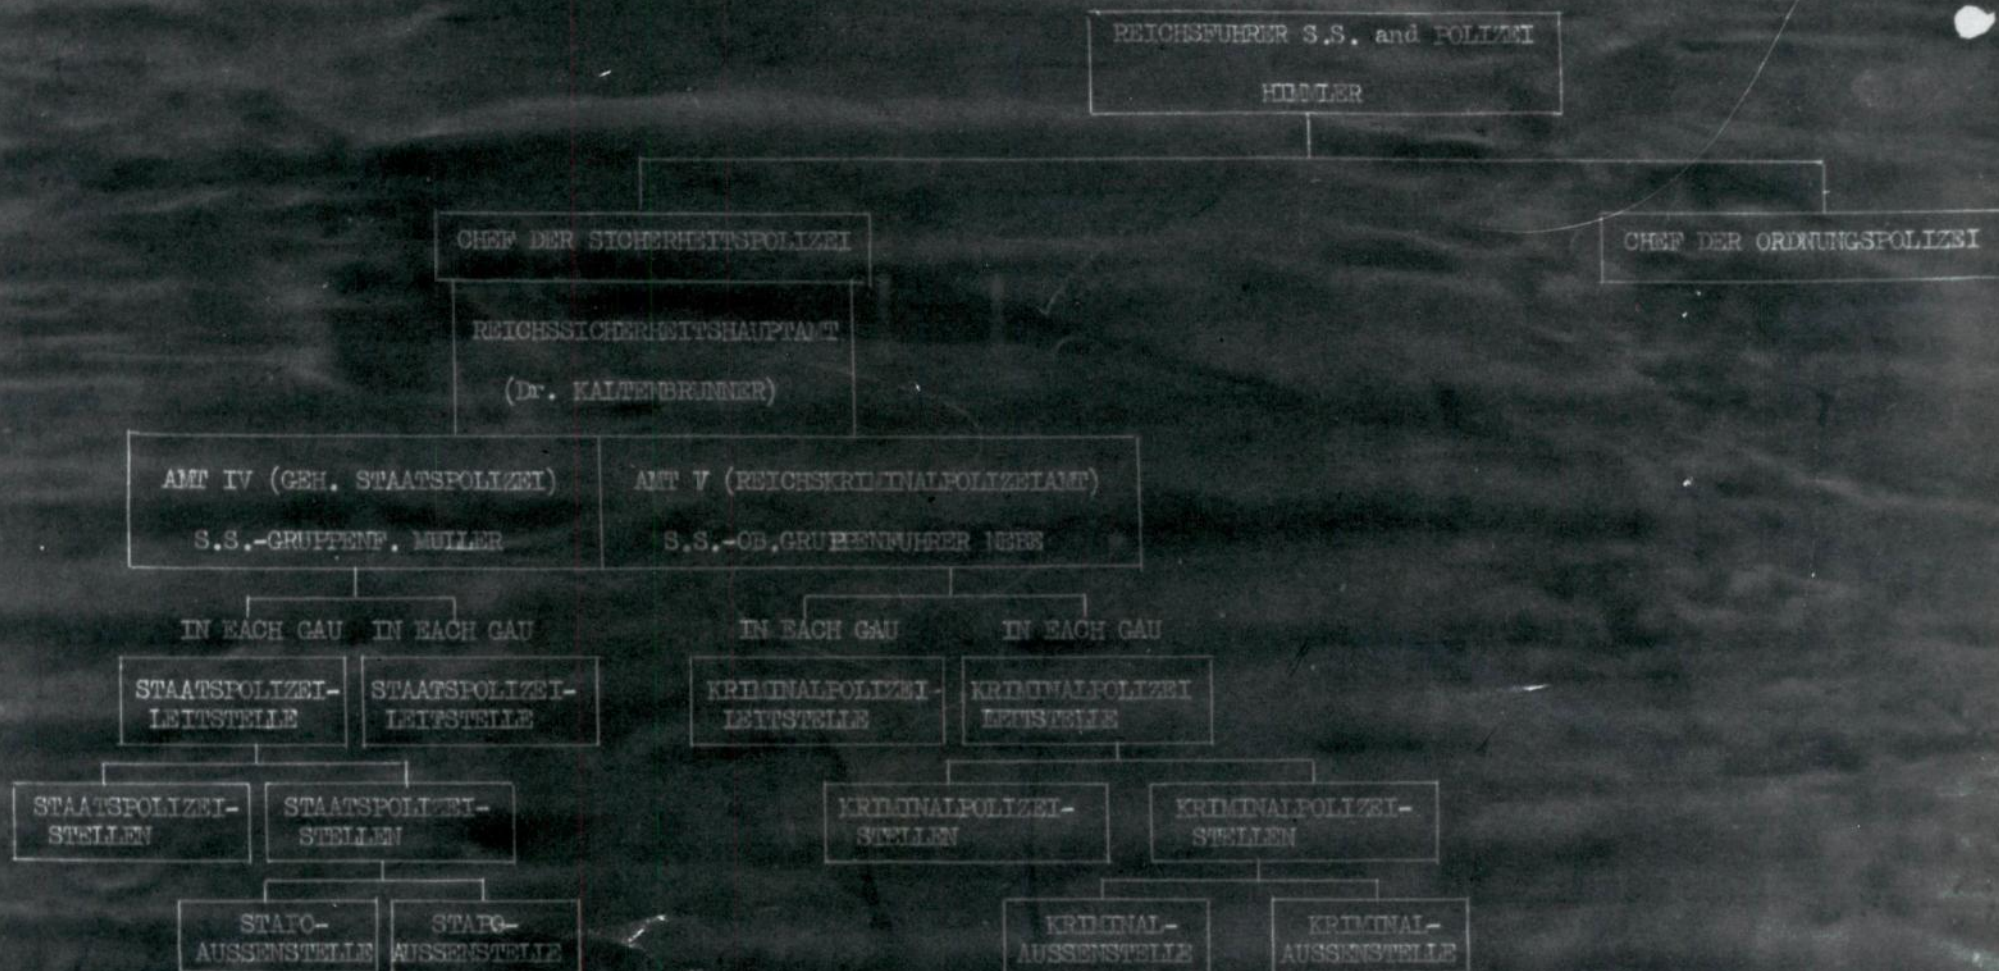 REICHSFUHRER S.S. and POLIZEI
HIMMLER
CHEF DER SICHERHEITSPOLIZEI
CHEF DER ORDNUNGSPOLIZEI
REICHSSICHERHEITSHAUPTAMT
(Dr. KALTENBRUNNER)
AMT IV (GEH. STAATSPOLIZEI)
S.S.-GRUPPENF. MULLER
AMT V (REICHSKRIMINALPOLIZEIAMT)
S.S.-OB.GRUPPENFUHRER NEBE
IN EACH GAU
IN EACH GAU
IN EACH GAU
IN EACH GAU
STAATSPOLIZEI-
LEITSTELLE
STAATSPOLIZEI-
LEITSTELLE
KRIMINALPOLIZEI-
LEITSTELLE
KRIMINALPOLIZEI
LEITSTELLE
STAATSPOLIZEI-
STELLEN
STAATSPOLIZEI-
STELLEN
KRIMINALPOLIZEI-
STELLEN
KRIMINALPOLIZEI-
STELLEN
STAPO-
AUSSENSTELLE
STAPO-
AUSSENSTELLE
KRIMINAL-
AUSSENSTELLE
KRIMINAL-
AUSSENSTELLE